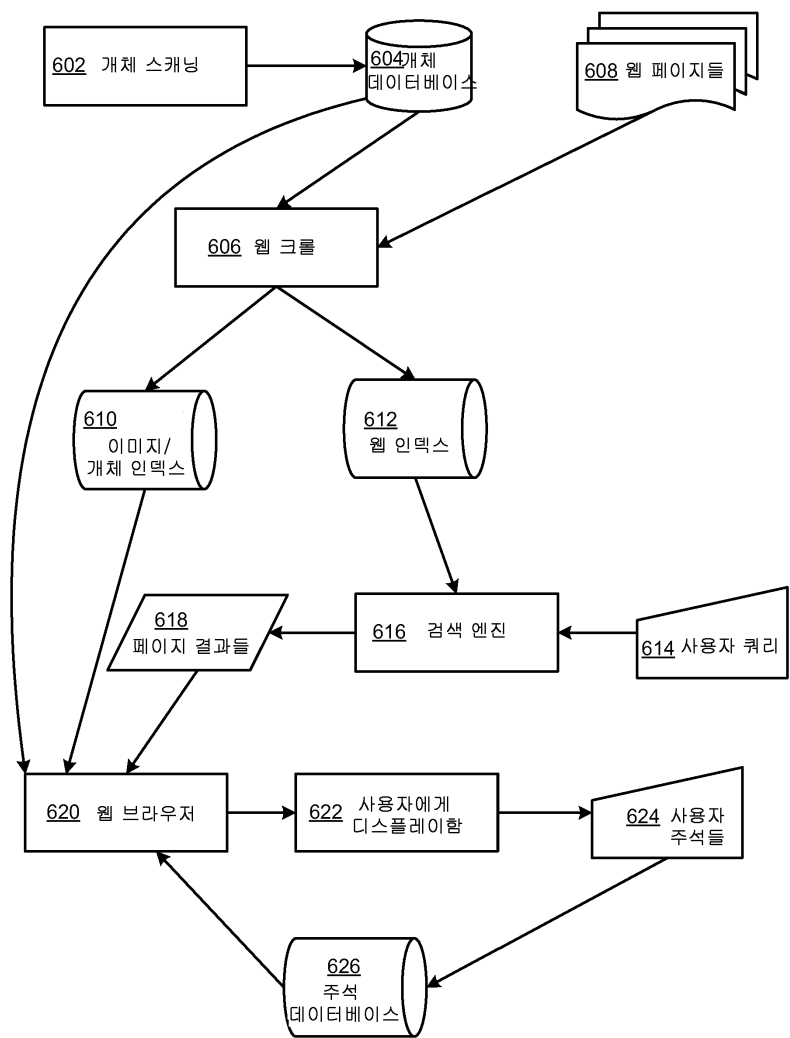 602 개체 스캐닝
604 개체
데이터베이스
608 웹 페이지들
606 웹 크롤
610
이미지/
개체 인덱스
612
웹 인덱스
618
페이지 결과들
616 검색 엔진
614 사용자 쿼리
620 웹 브라우저
622 사용자에게
디스플레이함
624 사용자
주석들
626
주석
데이터베이스